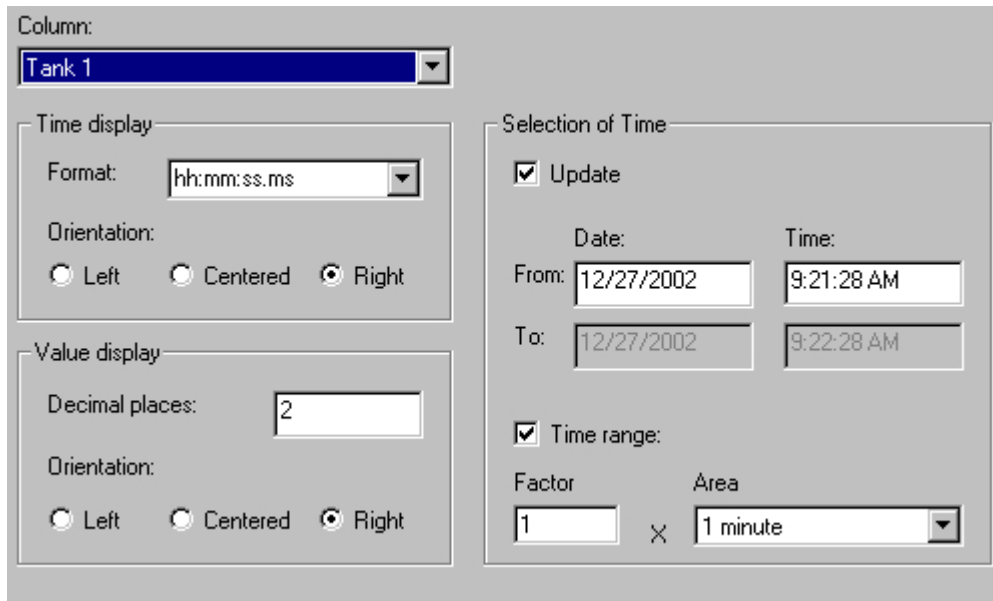 Column:
Tank 1
Time display
Format: hh:mm:ss.ms
Orientation:
Left Centered Right
Value display
Decimal places: 2
Orientation:
Left Centered Right
Selection of Time
Update
Date: Time:
From: 12/27/2002 9:21:28 AM
To: 12/27/2002 9:22:28 AM
Time range:
Factor Area
1 X 1 minute